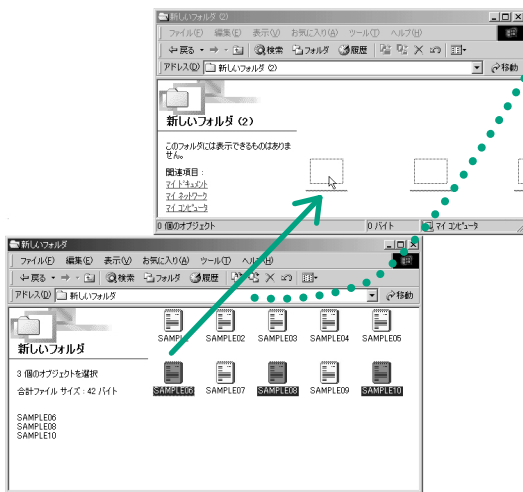 新しいフォルダ (2)
ファイル(F) 編集(E) 表示(V) お気に入り(A) ツール(T) ヘルプ(H)
戻る 検索 フォルダ 履歴
アドレス(D) 新しいフォルダ (2) 移動
新しいフォルダ (2)
このフォルダには表示できるものはありま
せん。
関連項目:
マイ ドキュメント
マイ ネットワーク
マイ コンピュータ
0 個のオブジェクト 0 バイト マイ コンピュータ
新しいフォルダ
ファイル(F) 編集(E) 表示(V) お気に入り(A) ツール(T) ヘルプ(H)
戻る 検索 フォルダ 履歴
アドレス(D) 新しいフォルダ 移動
新しいフォルダ
3 個のオブジェクトを選択
合計ファイル サイズ : 42 バイト
SAMPLE06
SAMPLE08
SAMPLE10
SAMPLE SAMPLE02 SAMPLE03 SAMPLE04 SAMPLE05
SAMPLE06 SAMPLE07 SAMPLE08 SAMPLE09 SAMPLE10